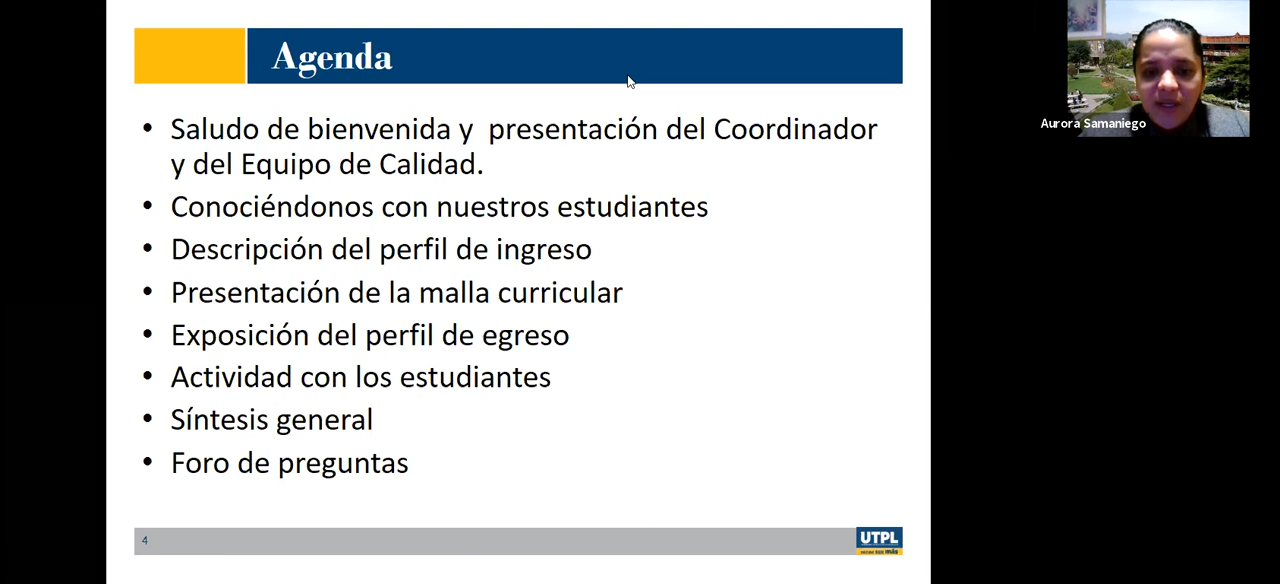 Agenda
Aurora Samaniego
• Saludo de bienvenida y presentación del Coordinador
y del Equipo de Calidad.
• Conociéndonos con nuestros estudiantes
• Descripción del perfil de ingreso
• Presentación de la malla curricular
• Exposición del perfil de egreso
• Actividad con los estudiantes
• Síntesis general
• Foro de preguntas
4
UTPL